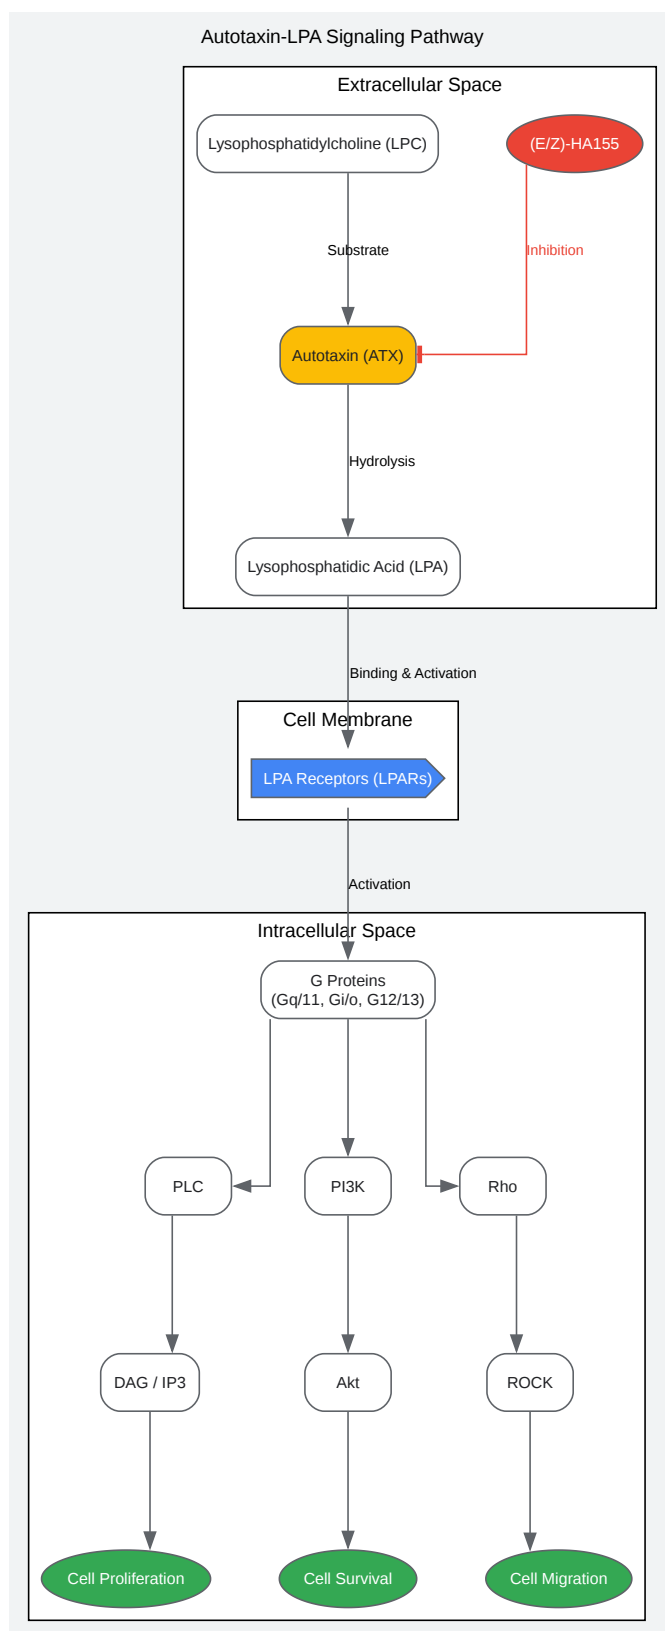 Autotaxin-LPA Signaling Pathway
Extracellular Space
Lysophosphatidylcholine (LPC)
(E/Z)-HA155
Substrate
Inhibition
Autotaxin (ATX)
Hydrolysis
Lysophosphatidic Acid (LPA)
Binding & Activation
Cell Membrane
LPA Receptors (LPARs)
Activation
Intracellular Space
G Proteins
(Gq/11, Gi/o, G12/13)
PLC
PI3K
Rho
DAG / IP3
Akt
ROCK
Cell Proliferation
Cell Survival
Cell Migration